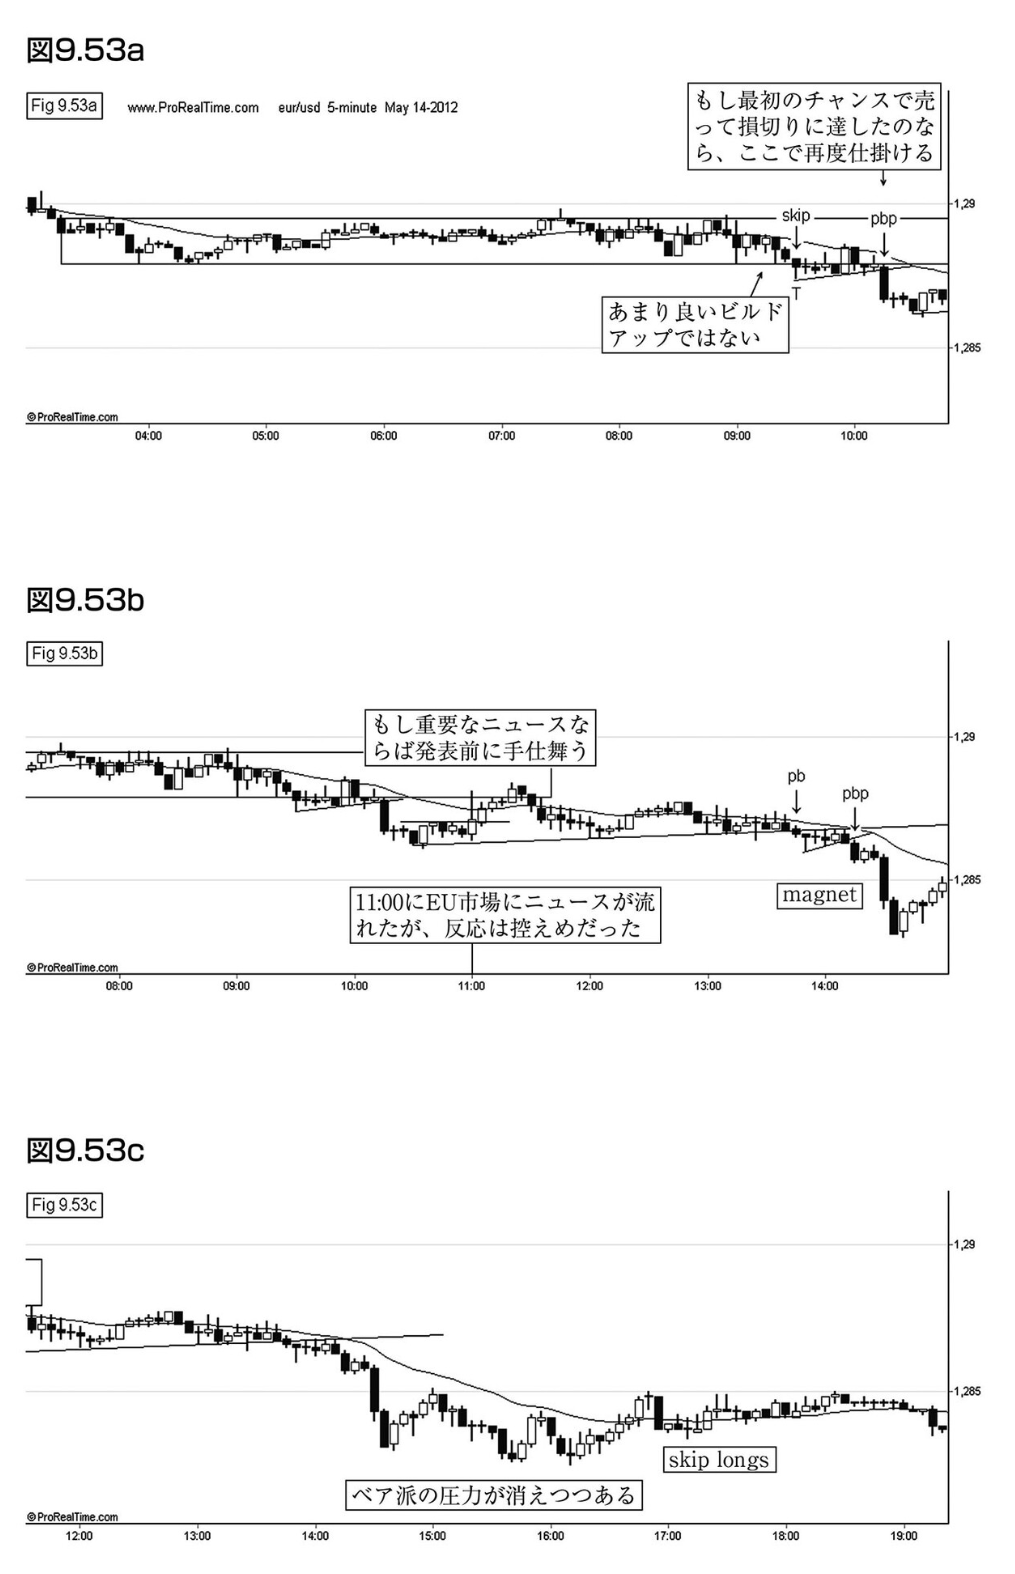 図9.53a
Fig 9.53a www.ProRealTime.com eur/usd 5-minute May 14-2012
もし最初のチャンスで売
って損切りに達したのな
ら、ここで再度仕掛ける
1,29
skip
pbp
T
あまり良いビルド
アップではない
1,285
©ProRealTime.com
04:00 05:00 06:00 07:00 08:00 09:00 10:00
図9.53b
Fig 9.53b
もし重要なニュースな
らば発表前に手仕舞う
1,29
pb
pbp
1,285
magnet
11:00にEU市場にニュースが流
れたが、反応は控えめだった
©ProRealTime.com
08:00 09:00 10:00 11:00 12:00 13:00 14:00
図9.53c
Fig 9.53c
1,29
1,285
skip longs
ベア派の圧力が消えつつある
©ProRealTime.com
12:00 13:00 14:00 15:00 16:00 17:00 18:00 19:00